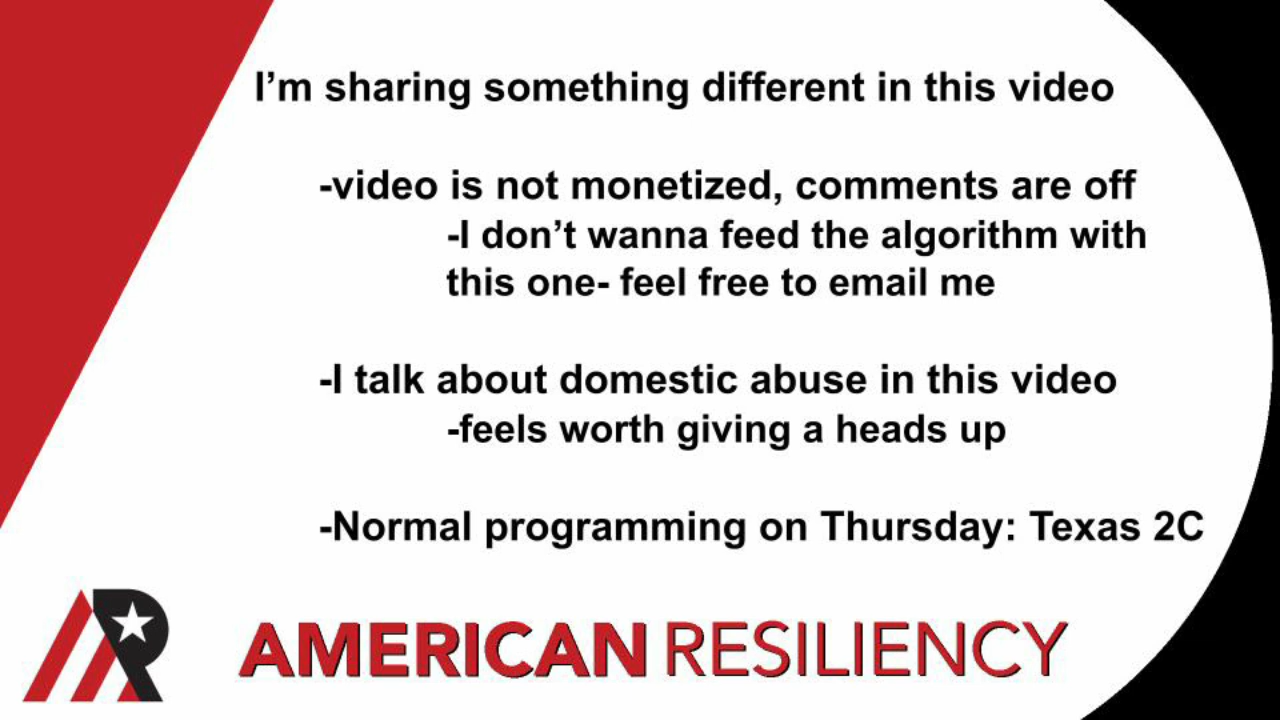 I'm sharing something different in this video
-video is not monetized, comments are off
-I don't wanna feed the algorithm with
this one- feel free to email me
-I talk about domestic abuse in this video
-feels worth giving a heads up
-Normal programming on Thursday: Texas 2C
AR
AMERICAN RESILIENCY